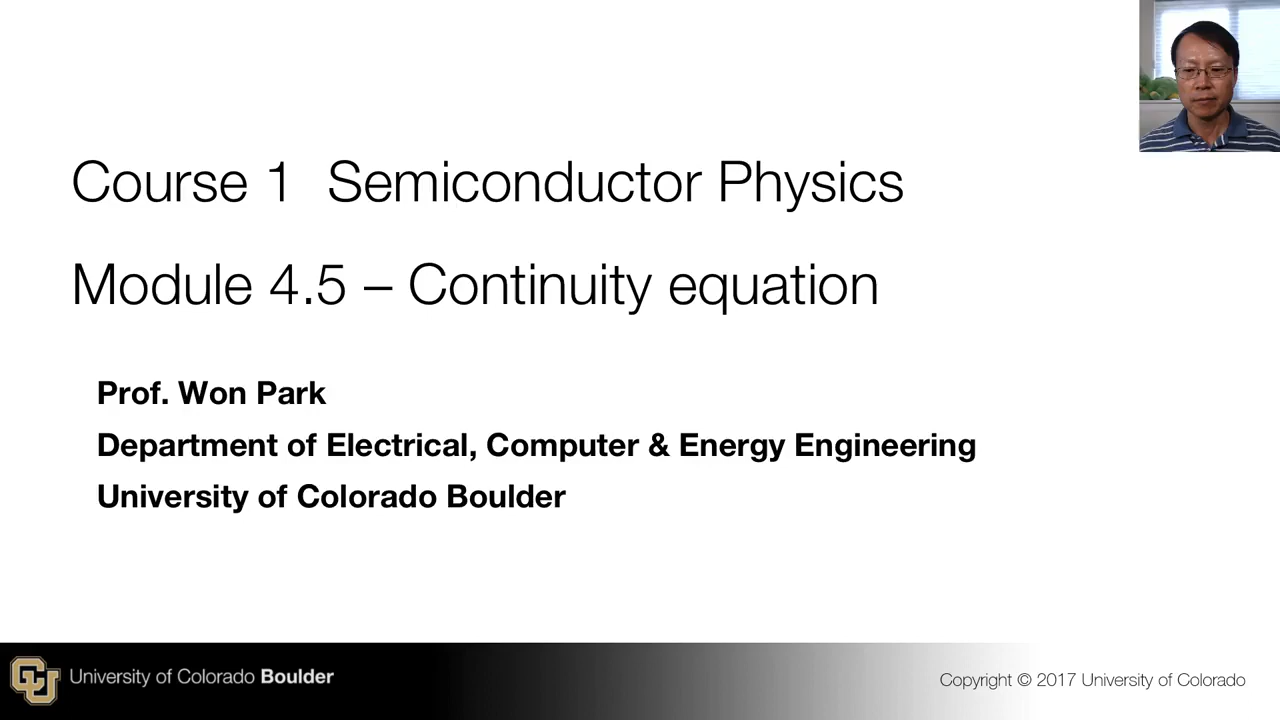 Course 1 Semiconductor Physics
Module 4.5 – Continuity equation
Prof. Won Park
Department of Electrical, Computer & Energy Engineering
University of Colorado Boulder
CU University of Colorado Boulder
Copyright © 2017 University of Colorado